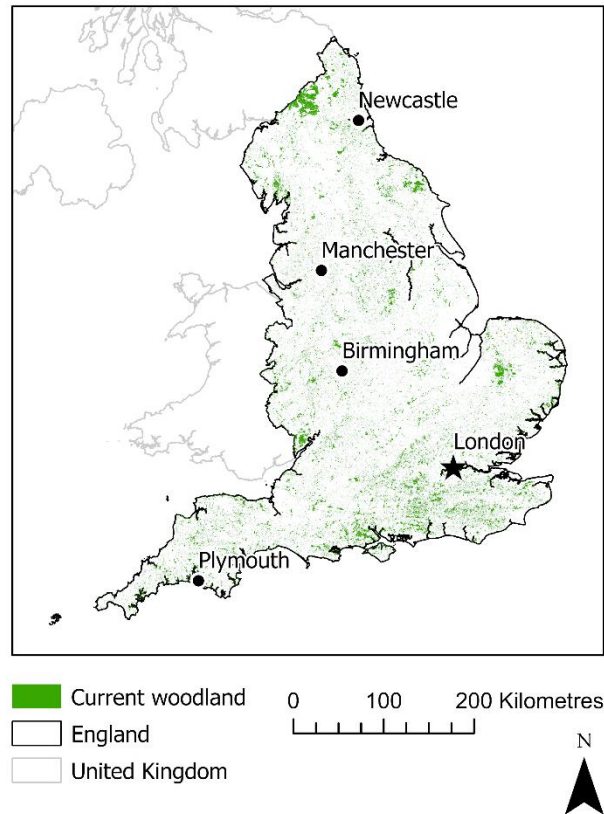 Newcastle
Manchester
Birmingham
London
Plymouth
Current woodland
England
United Kingdom
0 100 200 Kilometres
N